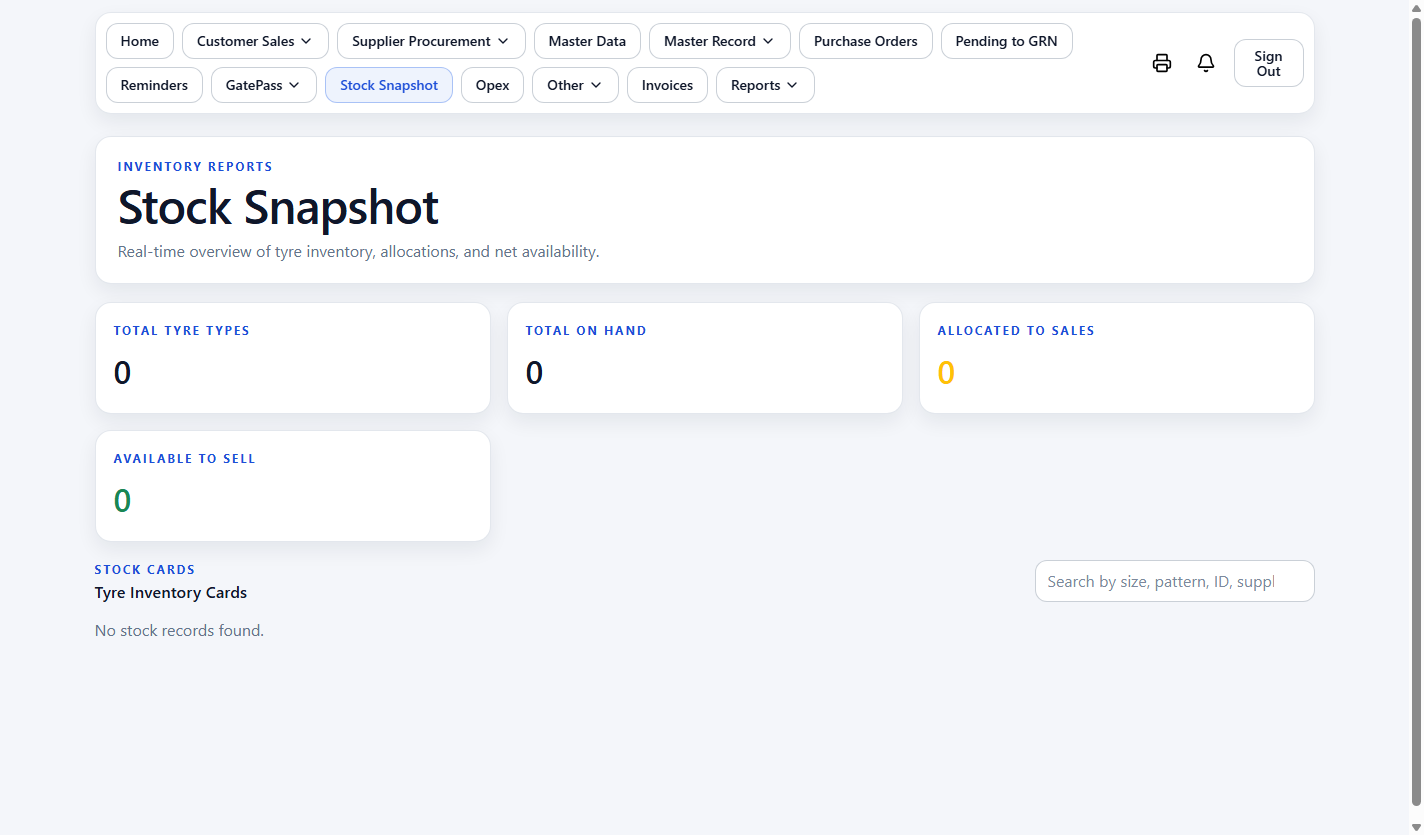 Home
Customer Sales
Supplier Procurement
Master Data
Master Record
Purchase Orders
Pending to GRN
Reminders
GatePass
Stock Snapshot
Opex
Other
Invoices
Reports
Sign
Out
INVENTORY REPORTS
Stock Snapshot
Real-time overview of tyre inventory, allocations, and net availability.
TOTAL TYRE TYPES
0
TOTAL ON HAND
0
ALLOCATED TO SALES
0
AVAILABLE TO SELL
0
STOCK CARDS
Tyre Inventory Cards
Search by size, pattern, ID, suppl
No stock records found.